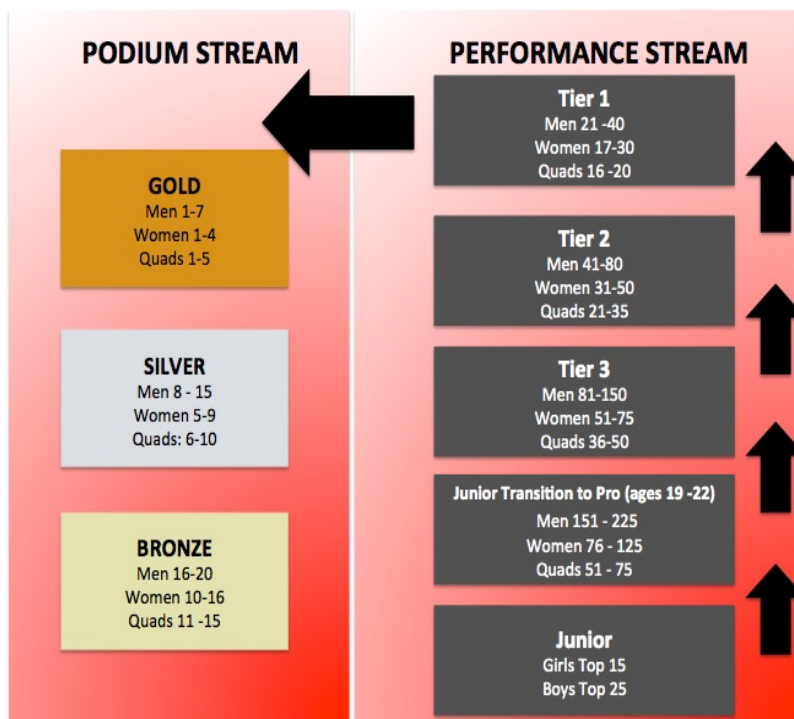 PODIUM STREAM
GOLD
Men 1-7
Women 1-4
Quads 1-5
SILVER
Men 8 - 15
Women 5-9
Quads: 6-10
BRONZE
Men 16-20
Women 10-16
Quads 11 -15
PERFORMANCE STREAM
Tier 1
Men 21 -40
Women 17-30
Quads 16 -20
Tier 2
Men 41-80
Women 31-50
Quads 21-35
Tier 3
Men 81-150
Women 51-75
Quads 36-50
Junior Transition to Pro (ages 19 -22)
Men 151 - 225
Women 76 - 125
Quads 51 - 75
Junior
Girls Top 15
Boys Top 25